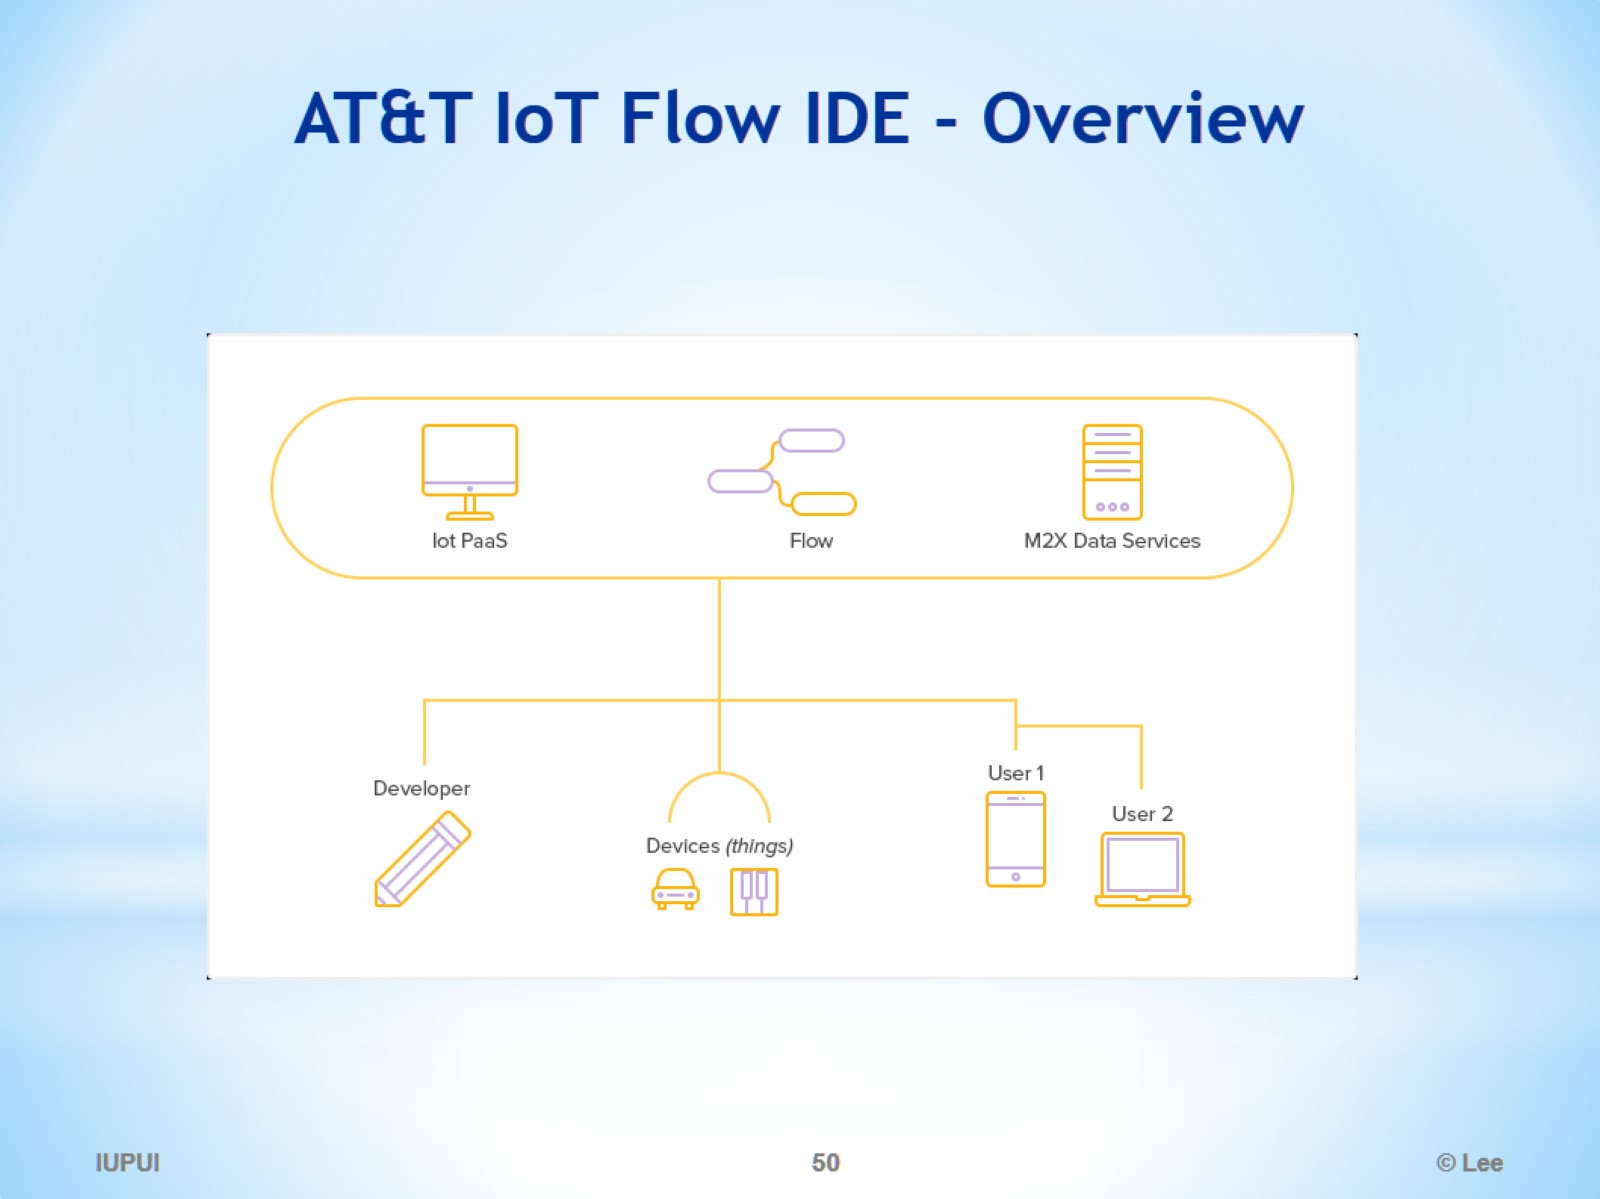 AT&T IoT Flow IDE - Overview
Iot PaaS
Flow
M2X Data Services
Developer
Devices (things)
User 1
User 2
IUPUI
50
© Lee